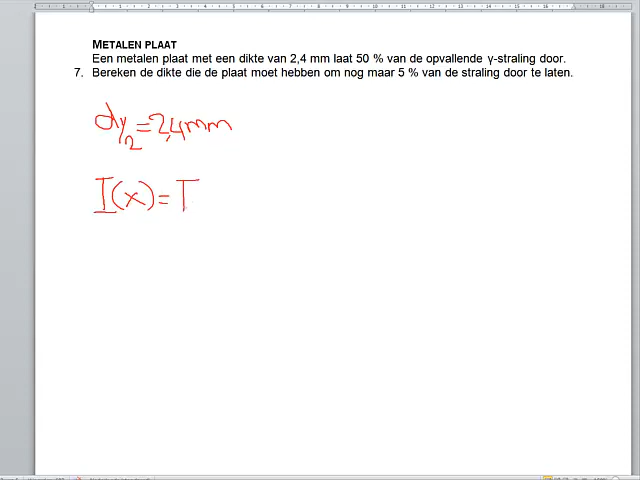 METALEN PLAAT
Een metalen plaat met een dikte van 2,4 mm laat 50 % van de opvallende γ-straling door.
7. Bereken de dikte die de plaat moet hebben om nog maar 5 % van de straling door te laten.
d½ = 2,4 mm
I(x) = I